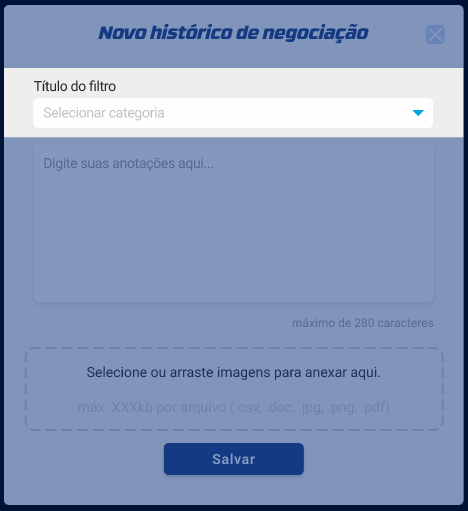 Novo histórico de negociação
Título do filtro
Selecionar categoria
Digite suas anotações aqui...
máximo de 280 caracteres
Selecione ou arraste imagens para anexar aqui.
máx. XXXkb por arquivo (.csv, .doc, .jpg, .png, .pdf)
Salvar